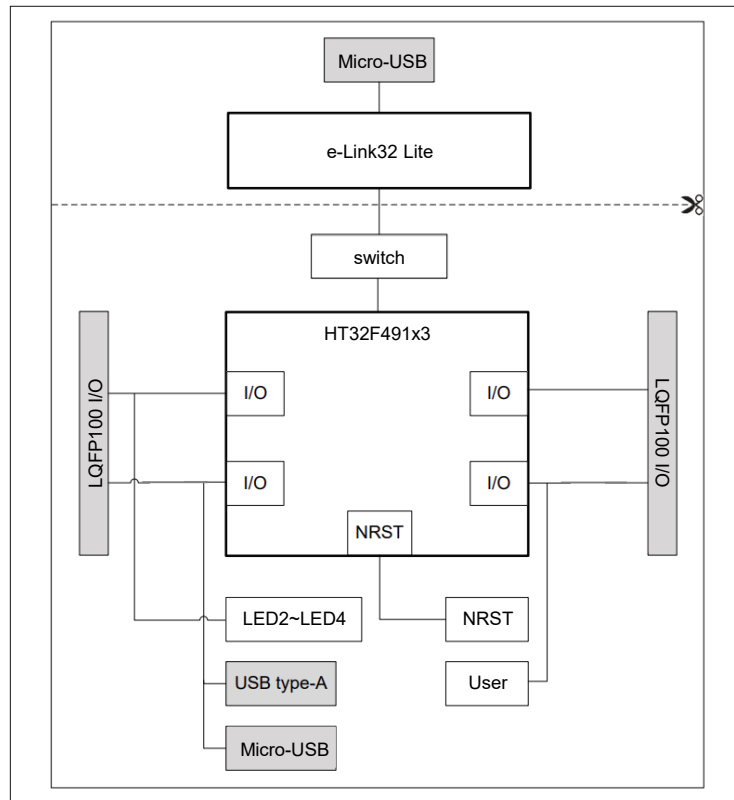 Micro-USB
e-Link32 Lite
switch
HT32F491x3
LQFP100 I/O
I/O
I/O
LQFP100 I/O
I/O
I/O
NRST
LED2~LED4
NRST
USB type-A
User
Micro-USB